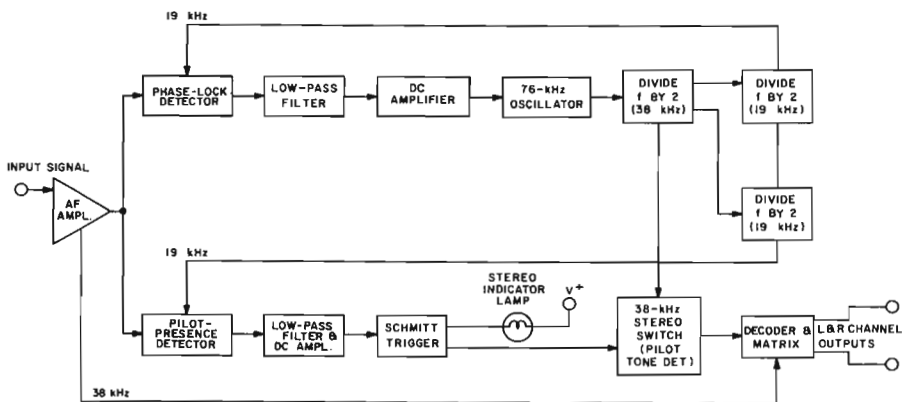 19 kHz
PHASE-LOCK
DETECTOR
LOW-PASS
FILTER
DC
AMPLIFIER
76-kHz
OSCILLATOR
DIVIDE
f BY 2
(38 kHz)
DIVIDE
f BY 2
(19 kHz)
INPUT SIGNAL
AF
AMPL.
DIVIDE
f BY 2
(19 kHz)
19 kHz
STEREO
INDICATOR
LAMP
V+
PILOT-
PRESENCE
DETECTOR
LOW-PASS
FILTER &
DC AMPL.
SCHMITT
TRIGGER
38-kHz
STEREO
SWITCH
(PILOT
TONE DET)
DECODER &
MATRIX
L&R CHANNEL
OUTPUTS
38 kHz